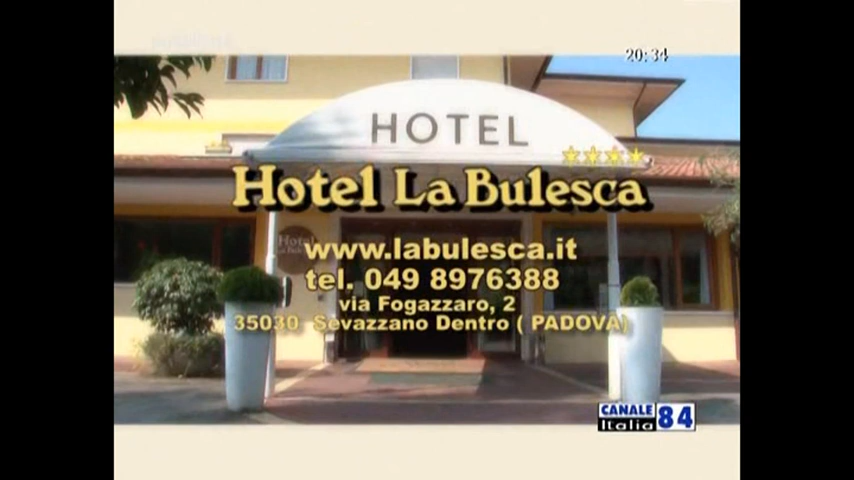 20:34
HOTEL
Hotel La Bulesca
www.labulesca.it
tel. 049 8976388
via Fogazzaro, 2
35030 Sevazzano Dentro ( PADOVA)
Hotel
CANALE
Italia
84